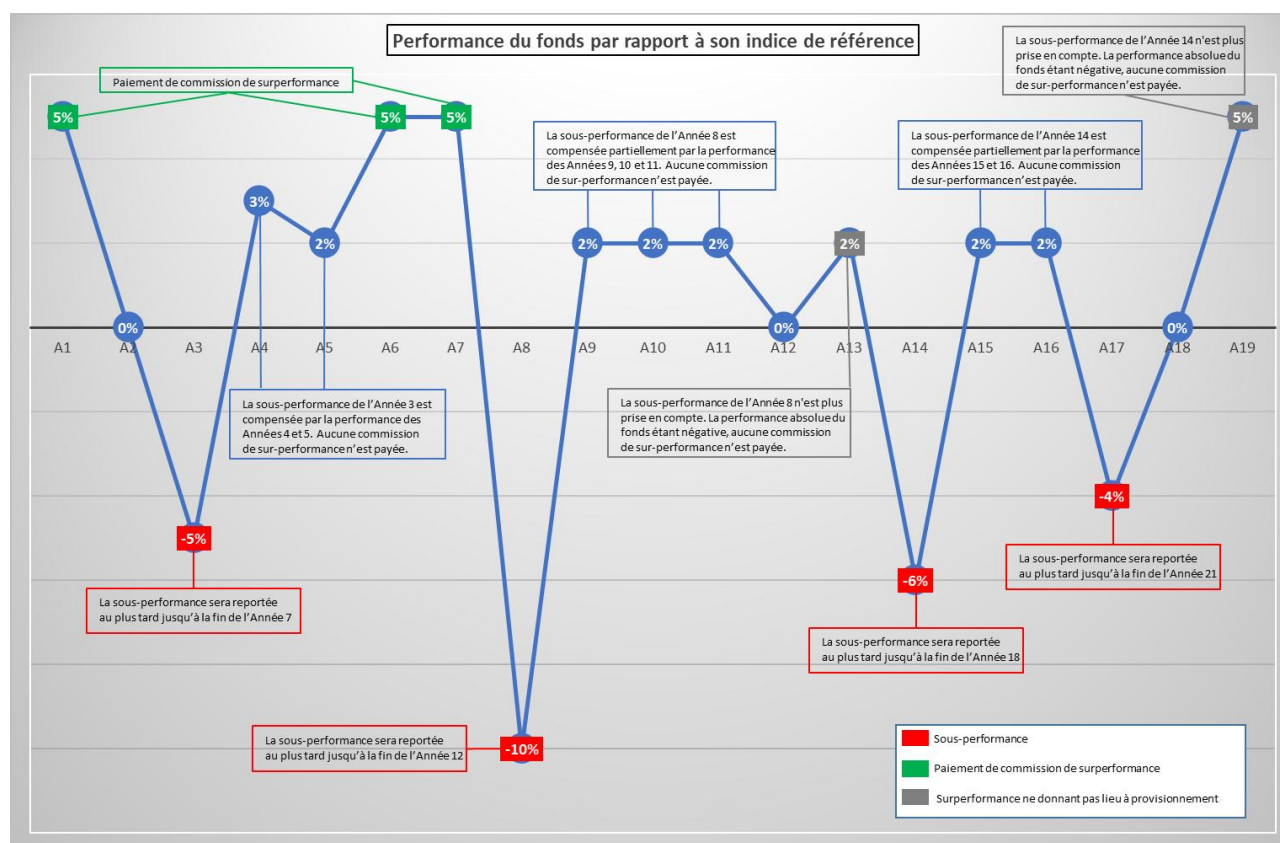 Performance du fonds par rapport à son indice de référence
La sous-performance de l'Année 14 n'est plus
prise en compte. La performance absolue du
fonds étant négative, aucune commission
de sur-performance n'est payée.
Paiement de commission de surperformance
5%
5%
5%
5%
La sous-performance de l'Année 8 est
compensée partiellement par la performance
des Années 9, 10 et 11. Aucune commission
de sur-performance n'est payée.
La sous-performance de l'Année 14 est
compensée partiellement par la performance
des Années 15 et 16. Aucune commission
de sur-performance n'est payée.
3%
2%
2%
2%
2%
2%
2%
2%
0%
0%
0%
A1
A2
A3
A4
A5
A6
A7
A8
A9
A10
A11
A12
A13
A14
A15
A16
A17
A18
A19
La sous-performance de l'Année 3 est
compensée par la performance des
Années 4 et 5. Aucune commission
de sur-performance n'est payée.
La sous-performance de l'Année 8 n'est plus
prise en compte. La performance absolue du
fonds étant négative, aucune commission
de sur-performance n'est payée.
-4%
-5%
La sous-performance sera reportée
au plus tard jusqu'à la fin de l'Année 21
-6%
La sous-performance sera reportée
au plus tard jusqu'à la fin de l'Année 7
La sous-performance sera reportée
au plus tard jusqu'à la fin de l'Année 18
La sous-performance sera reportée
au plus tard jusqu'à la fin de l'Année 12
-10%
Sous-performance
Paiement de commission de surperformance
Surperformance ne donnant pas lieu à provisionnement